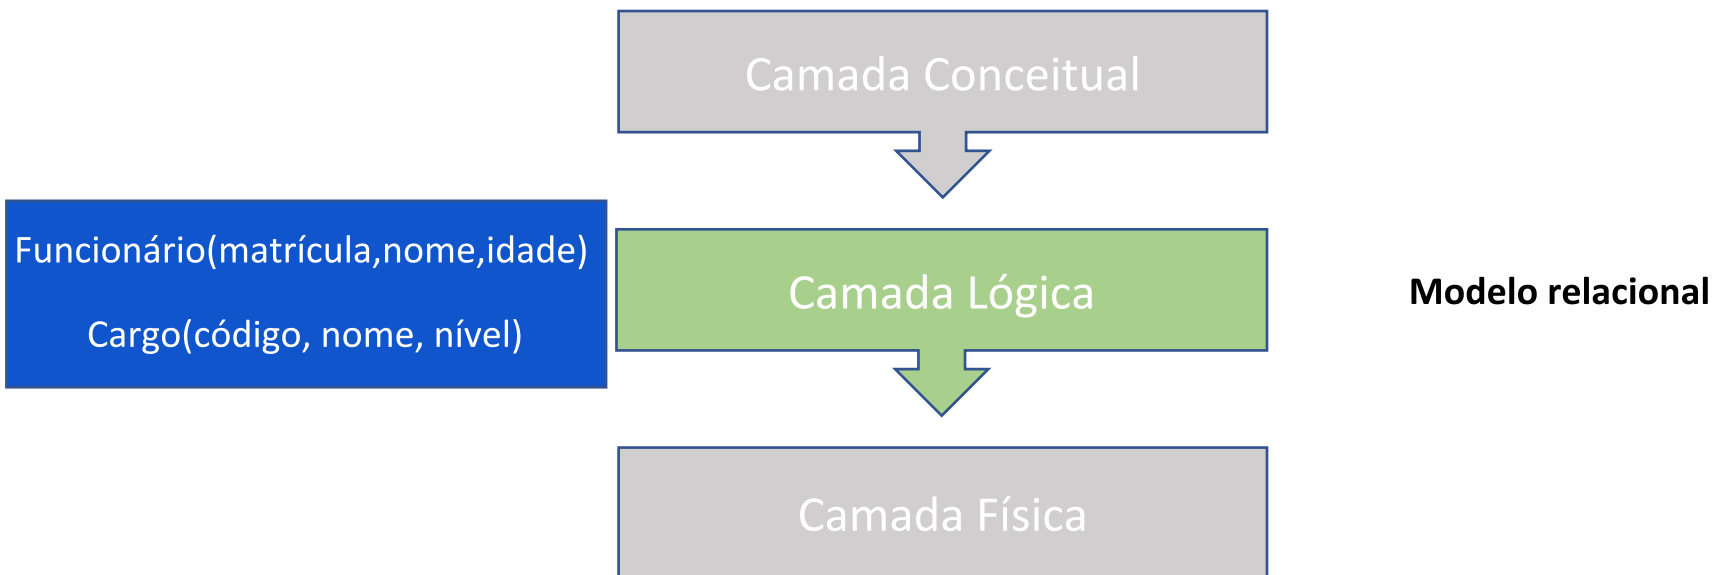 Camada Conceitual
Funcionário(matrícula,nome,idade)
Cargo(código, nome, nível)
Camada Lógica
Modelo relacional
Camada Física